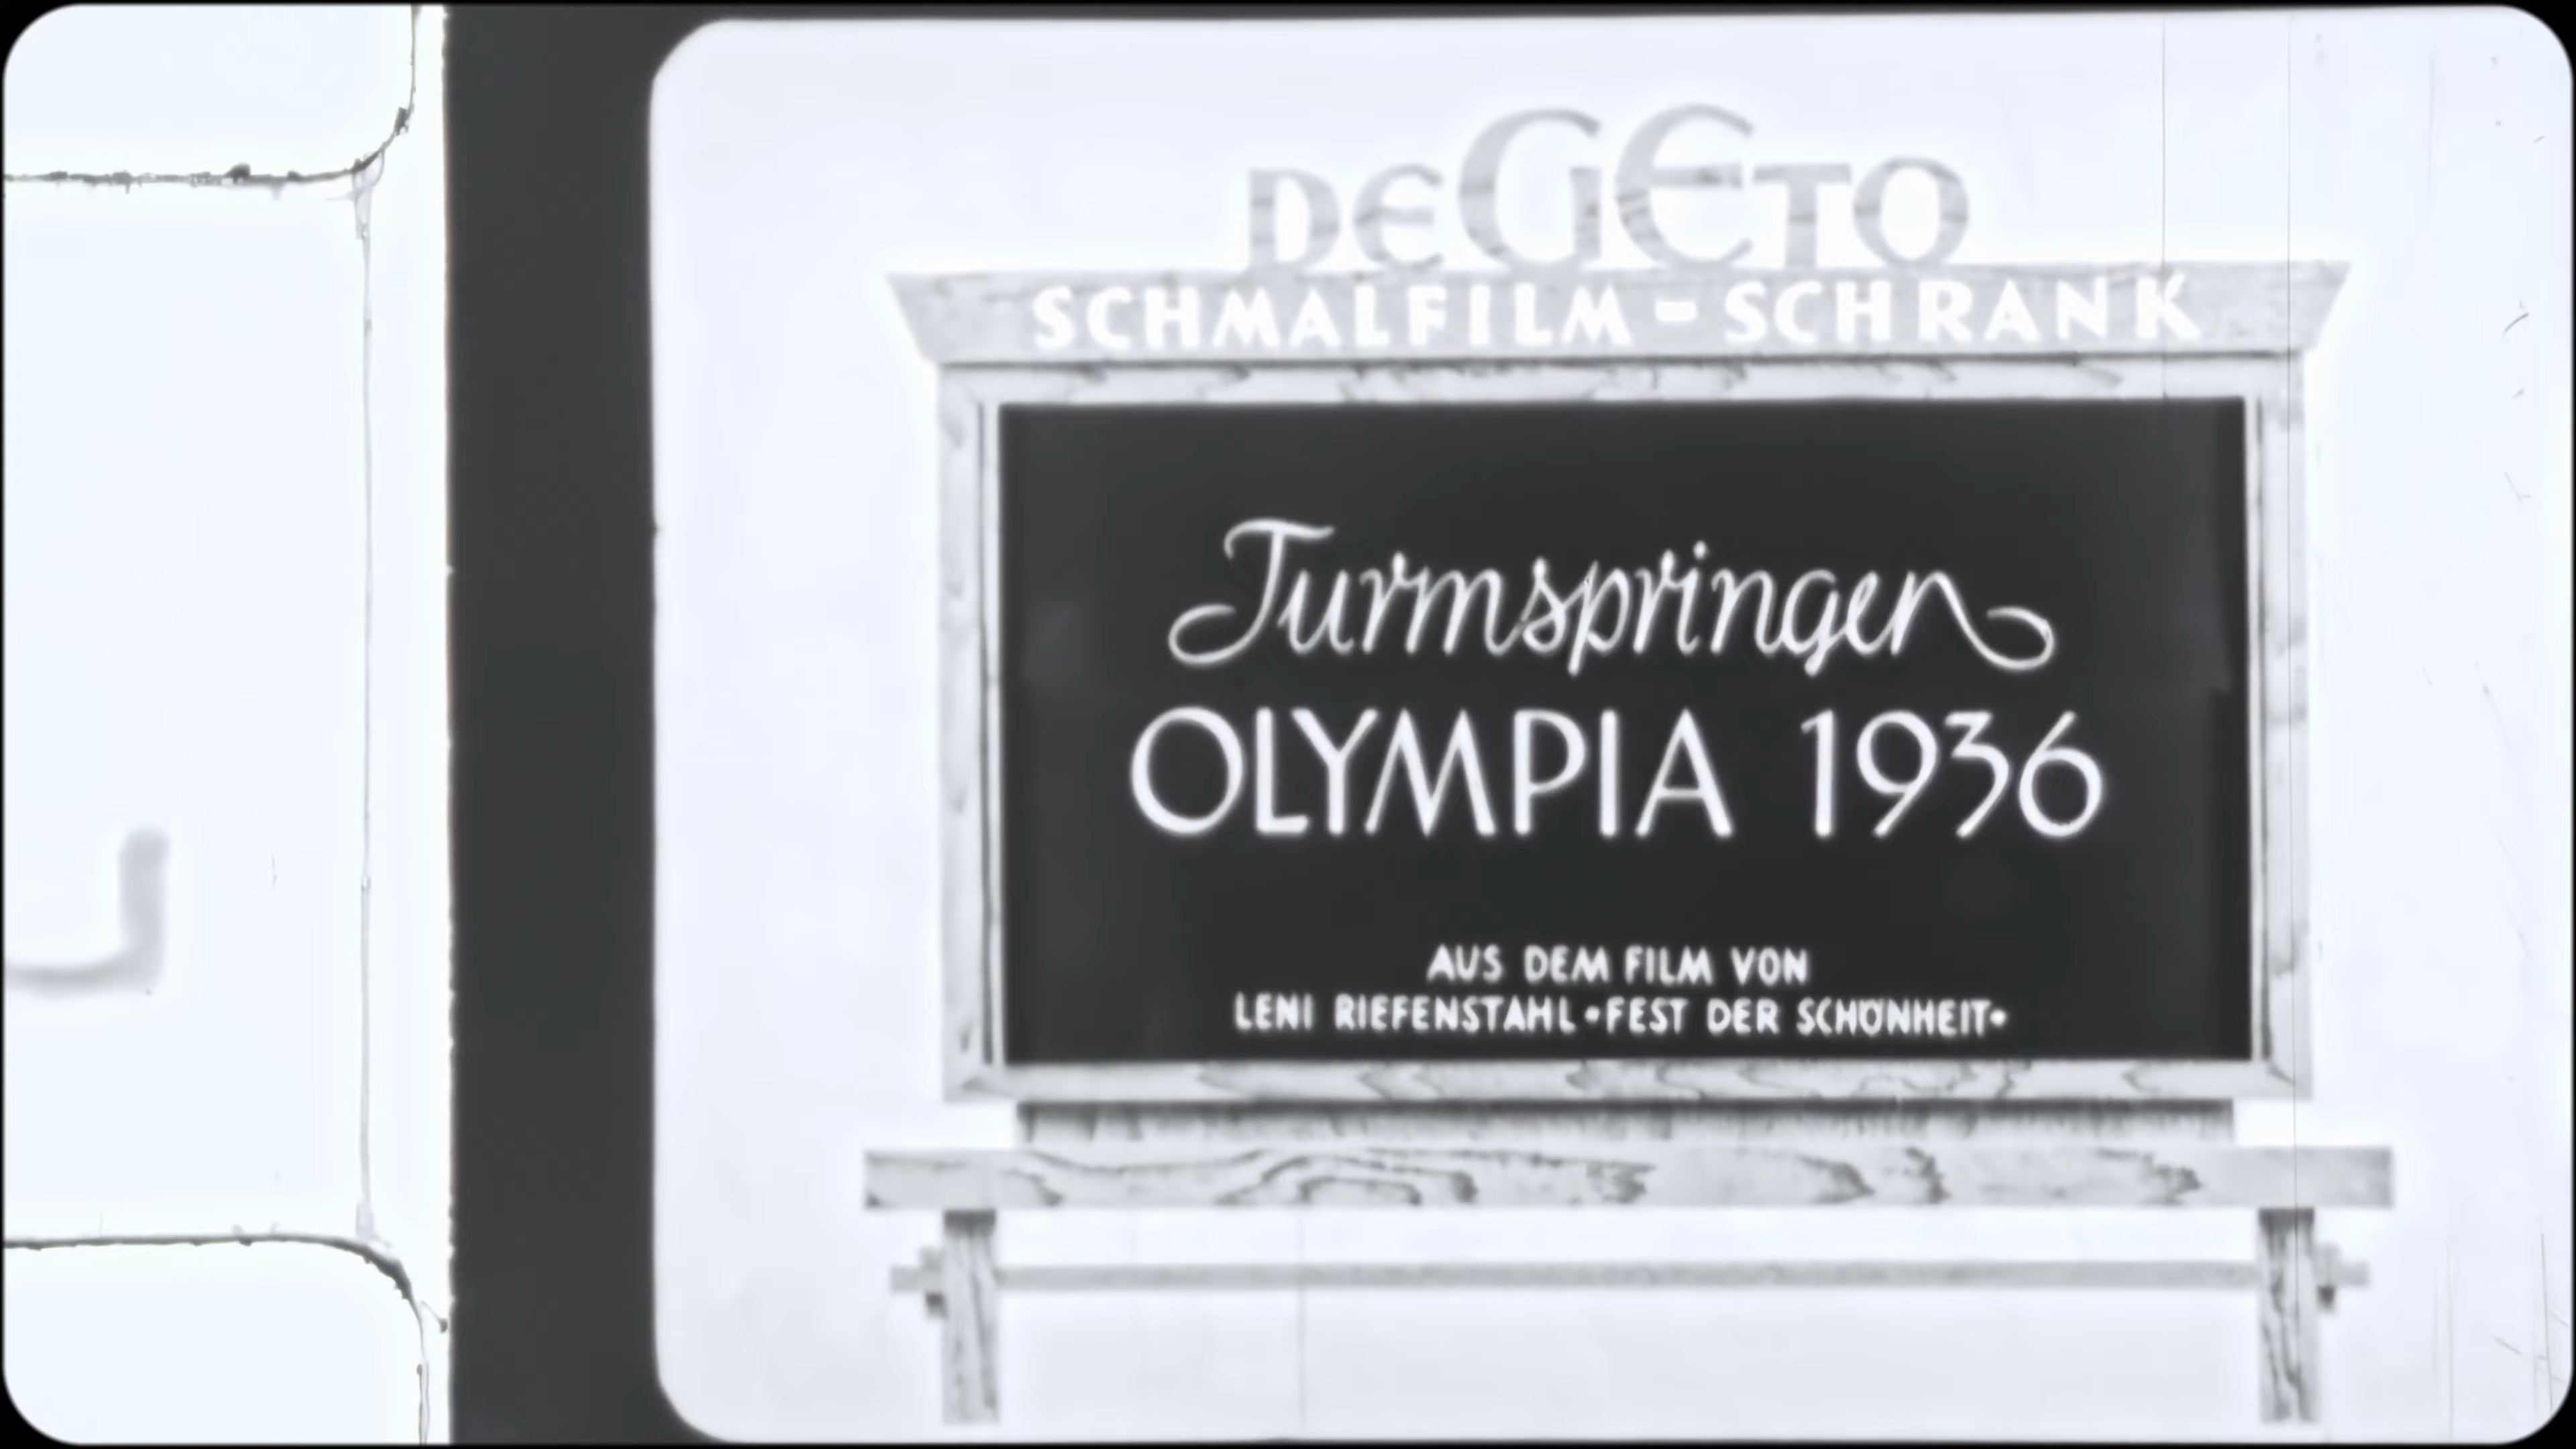 DEGETO
SCHMALFILM-SCHRANK
Turmspringen
OLYMPIA 1936
AUS DEM FILM VON
LENI RIEFENSTAHL•FEST DER SCHÖNHEIT•